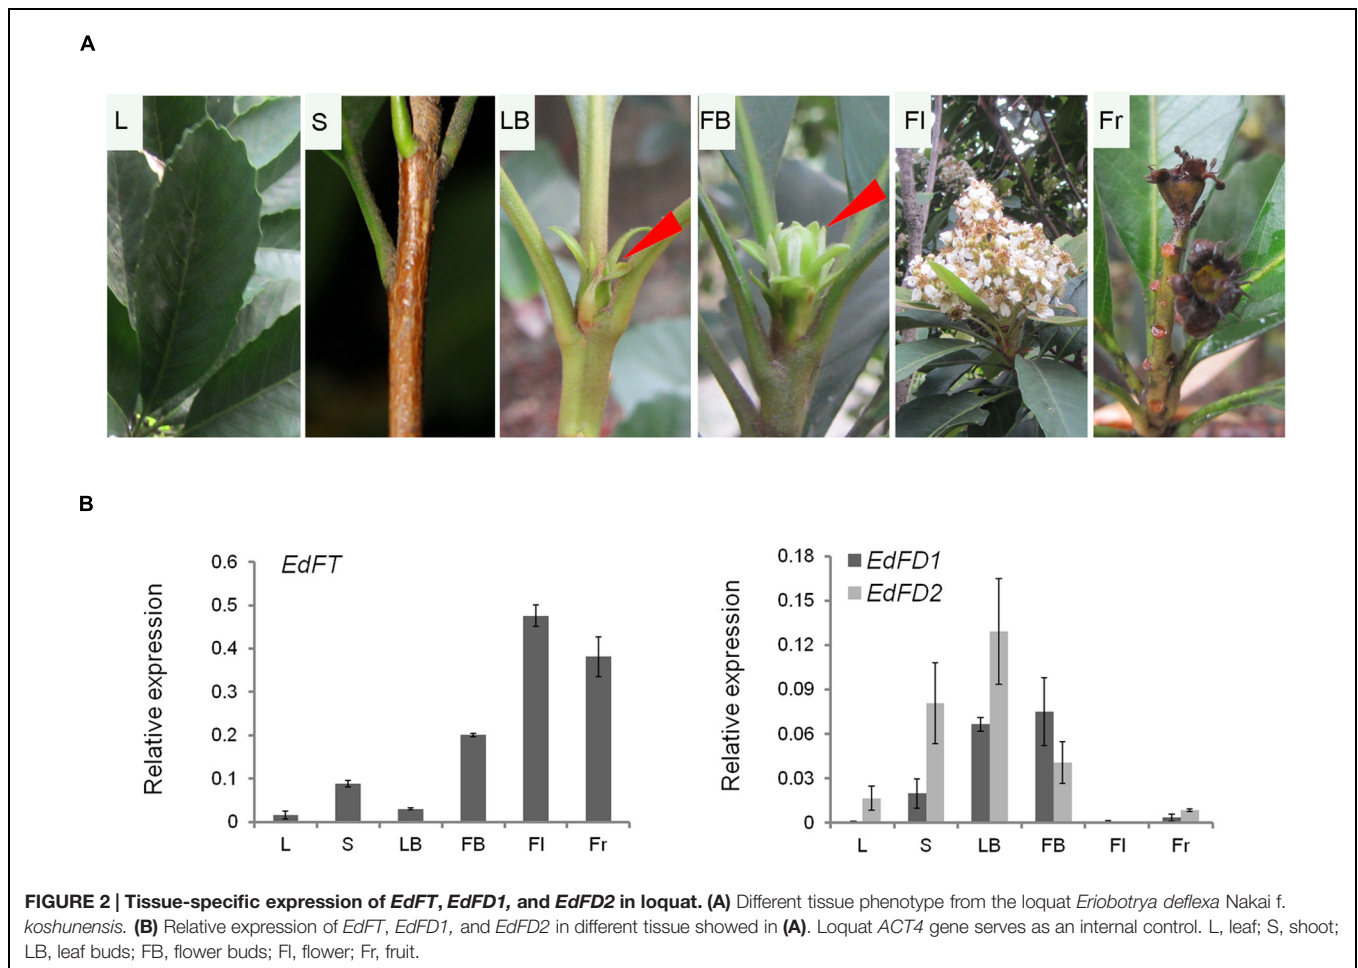 A
L
S
LB
FB
Fl
Fr
B
EdFT
Relative expression
0.6
0.5
0.4
0.3
0.2
0.1
0
L S LB FB Fl Fr
EdFD1
EdFD2
Relative expression
0.18
0.15
0.12
0.09
0.06
0.03
0
L S LB FB Fl Fr
FIGURE 2 | Tissue-specific expression of EdFT, EdFD1, and EdFD2 in loquat. (A) Different tissue phenotype from the loquat Eriobotrya deflexa Nakai f.
koshunensis. (B) Relative expression of EdFT, EdFD1, and EdFD2 in different tissue showed in (A). Loquat ACT4 gene serves as an internal control. L, leaf; S, shoot;
LB, leaf buds; FB, flower buds; Fl, flower; Fr, fruit.